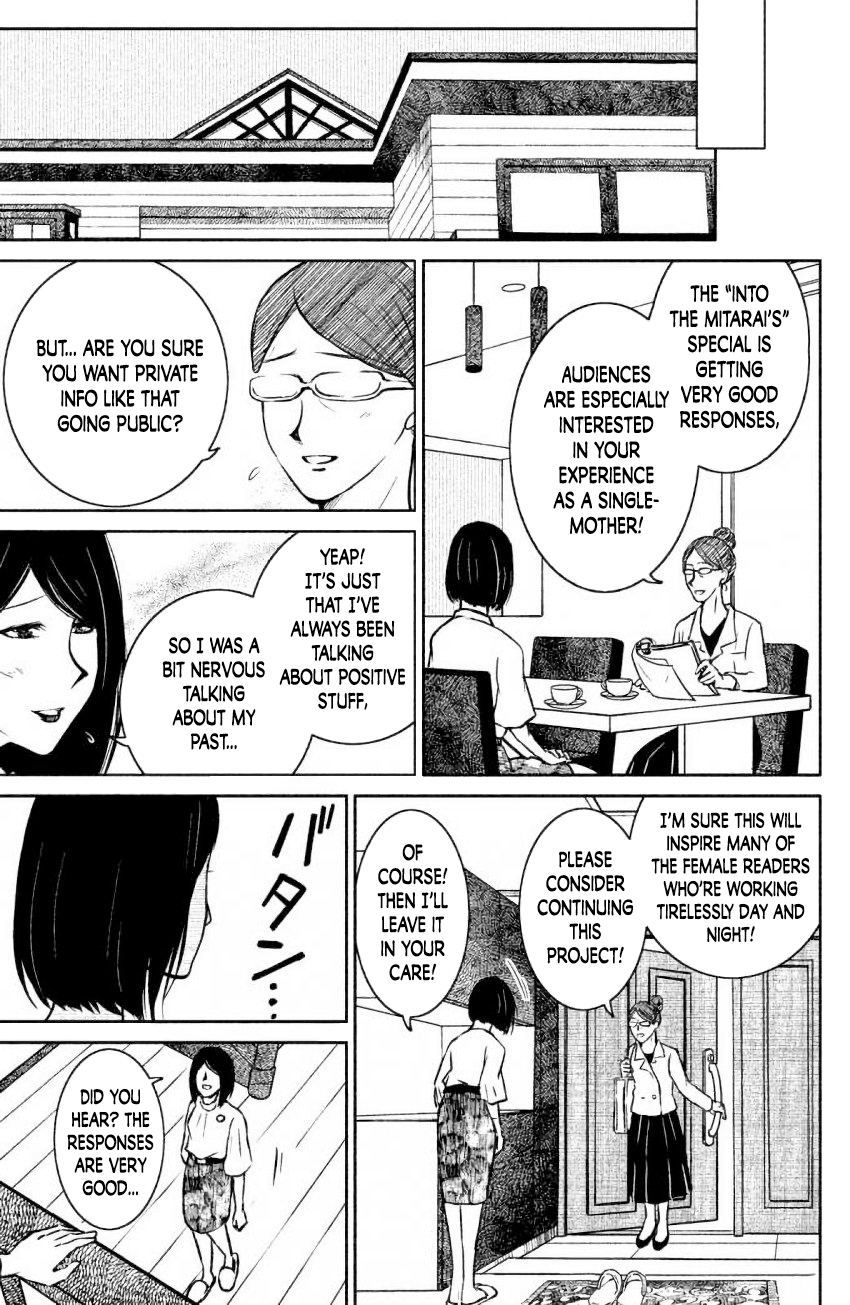 THE "INTO
THE MITARAI'S"
SPECIAL IS
GETTING
VERY GOOD
RESPONSES,
AUDIENCES
ARE ESPECIALLY
INTERESTED
IN YOUR
EXPERIENCE
AS A SINGLE-
MOTHER!
BUT... ARE YOU SURE
YOU WANT PRIVATE
INFO LIKE THAT
GOING PUBLIC?
YEAP!
IT'S JUST
THAT I'VE
ALWAYS BEEN
TALKING
ABOUT POSITIVE
STUFF,
SO I WAS A
BIT NERVOUS
TALKING
ABOUT MY
PAST...
I'M SURE THIS WILL
INSPIRE MANY OF
THE FEMALE READERS
WHO'RE WORKING
TIRELESSLY DAY AND
NIGHT!
PLEASE
CONSIDER
CONTINUING
THIS
PROJECT!
OF
COURSE!
THEN I'LL
LEAVE IT
IN YOUR
CARE!
バタン…
DID YOU
HEAR? THE
RESPONSES
ARE VERY
GOOD...